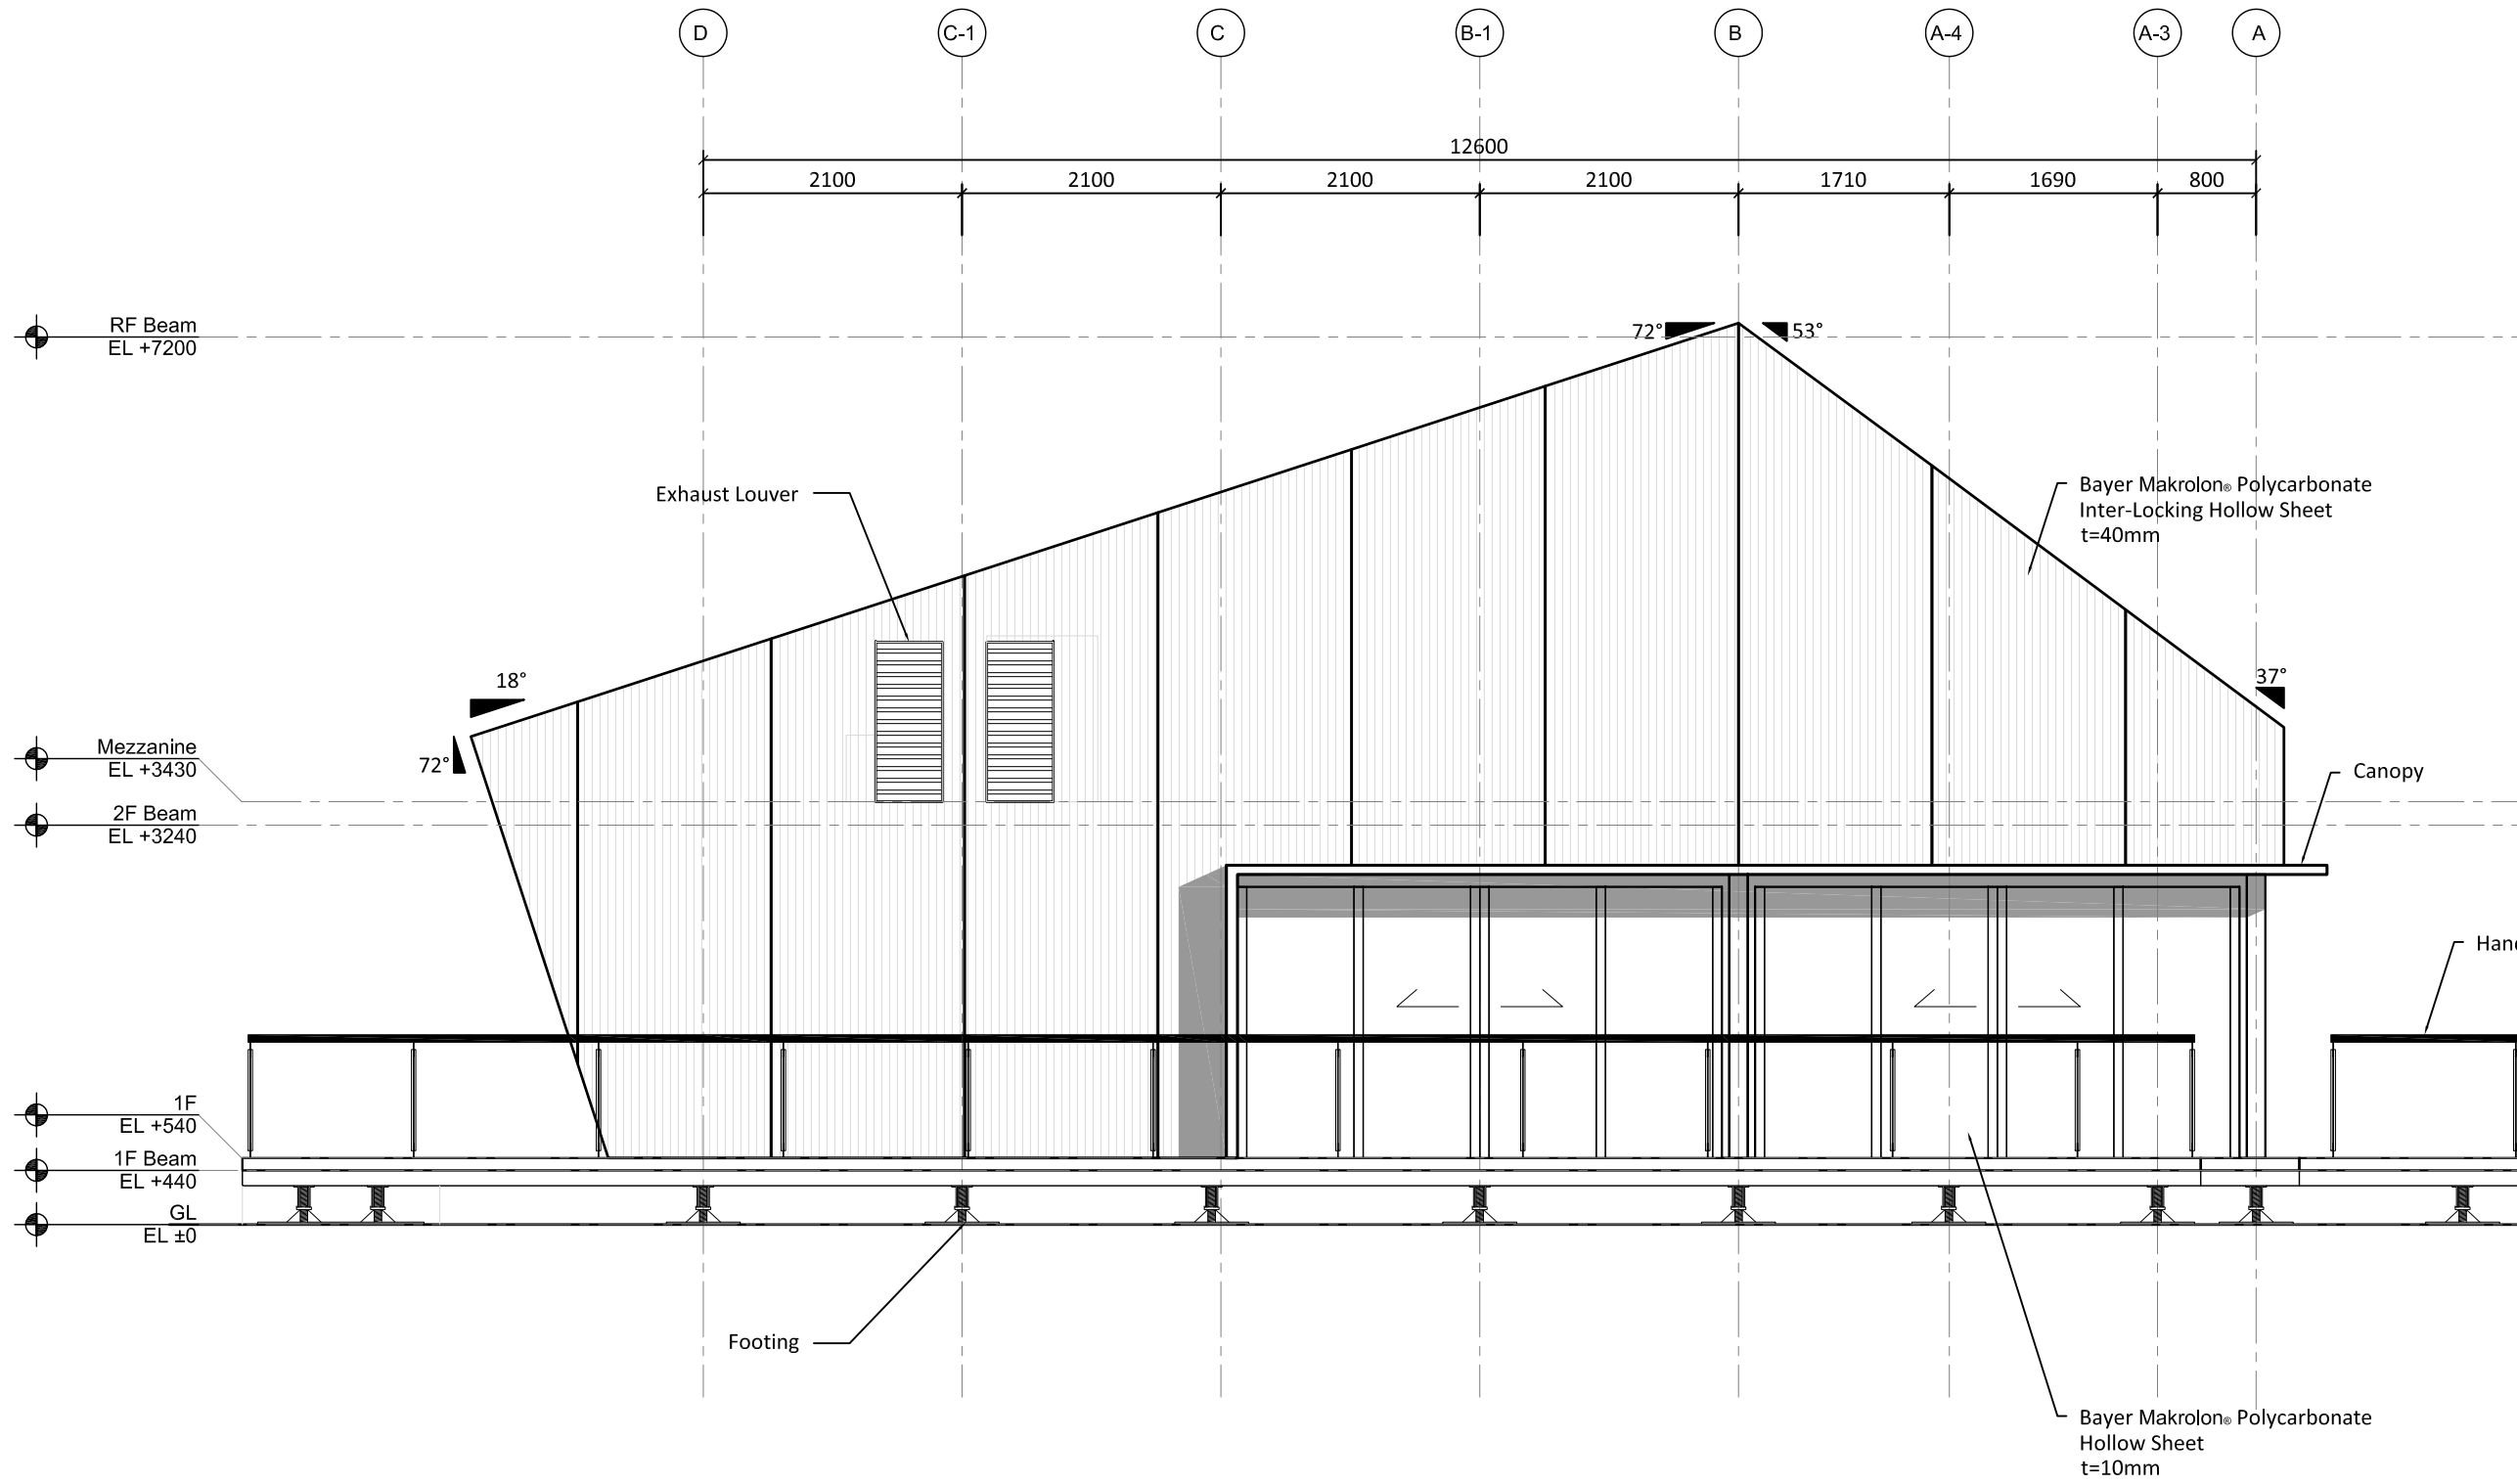 D
C-1
C
B-1
B
A-4
A-3
A
12600
2100
2100
2100
2100
1710
1690
800
RF Beam
EL +7200
72°
53°
Exhaust Louver
Bayer Makrolon® Polycarbonate
Inter-Locking Hollow Sheet
t=40mm
18°
37°
72°
Mezzanine
EL +3430
Canopy
2F Beam
EL +3240
1F
EL +540
1F Beam
EL +440
GL
EL ±0
Footing
Bayer Makrolon® Polycarbonate
Hollow Sheet
t=10mm